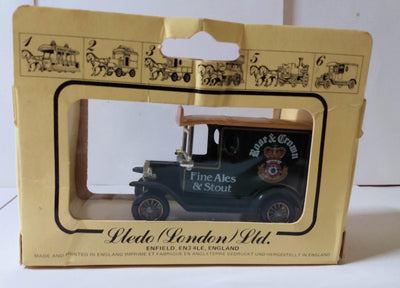 1 2 3 4 5 6
Rose & Crown
Fine Ales
& Stout
Lledo (London) Ltd.
ENFIELD, EN3 4LE, ENGLAND
MADE AND PRINTED IN ENGLAND IMPRIMÉ ET FABRIQUÉ EN ANGLETERRE GEDRUCKT UND HERGESTELLT IN ENGLAND